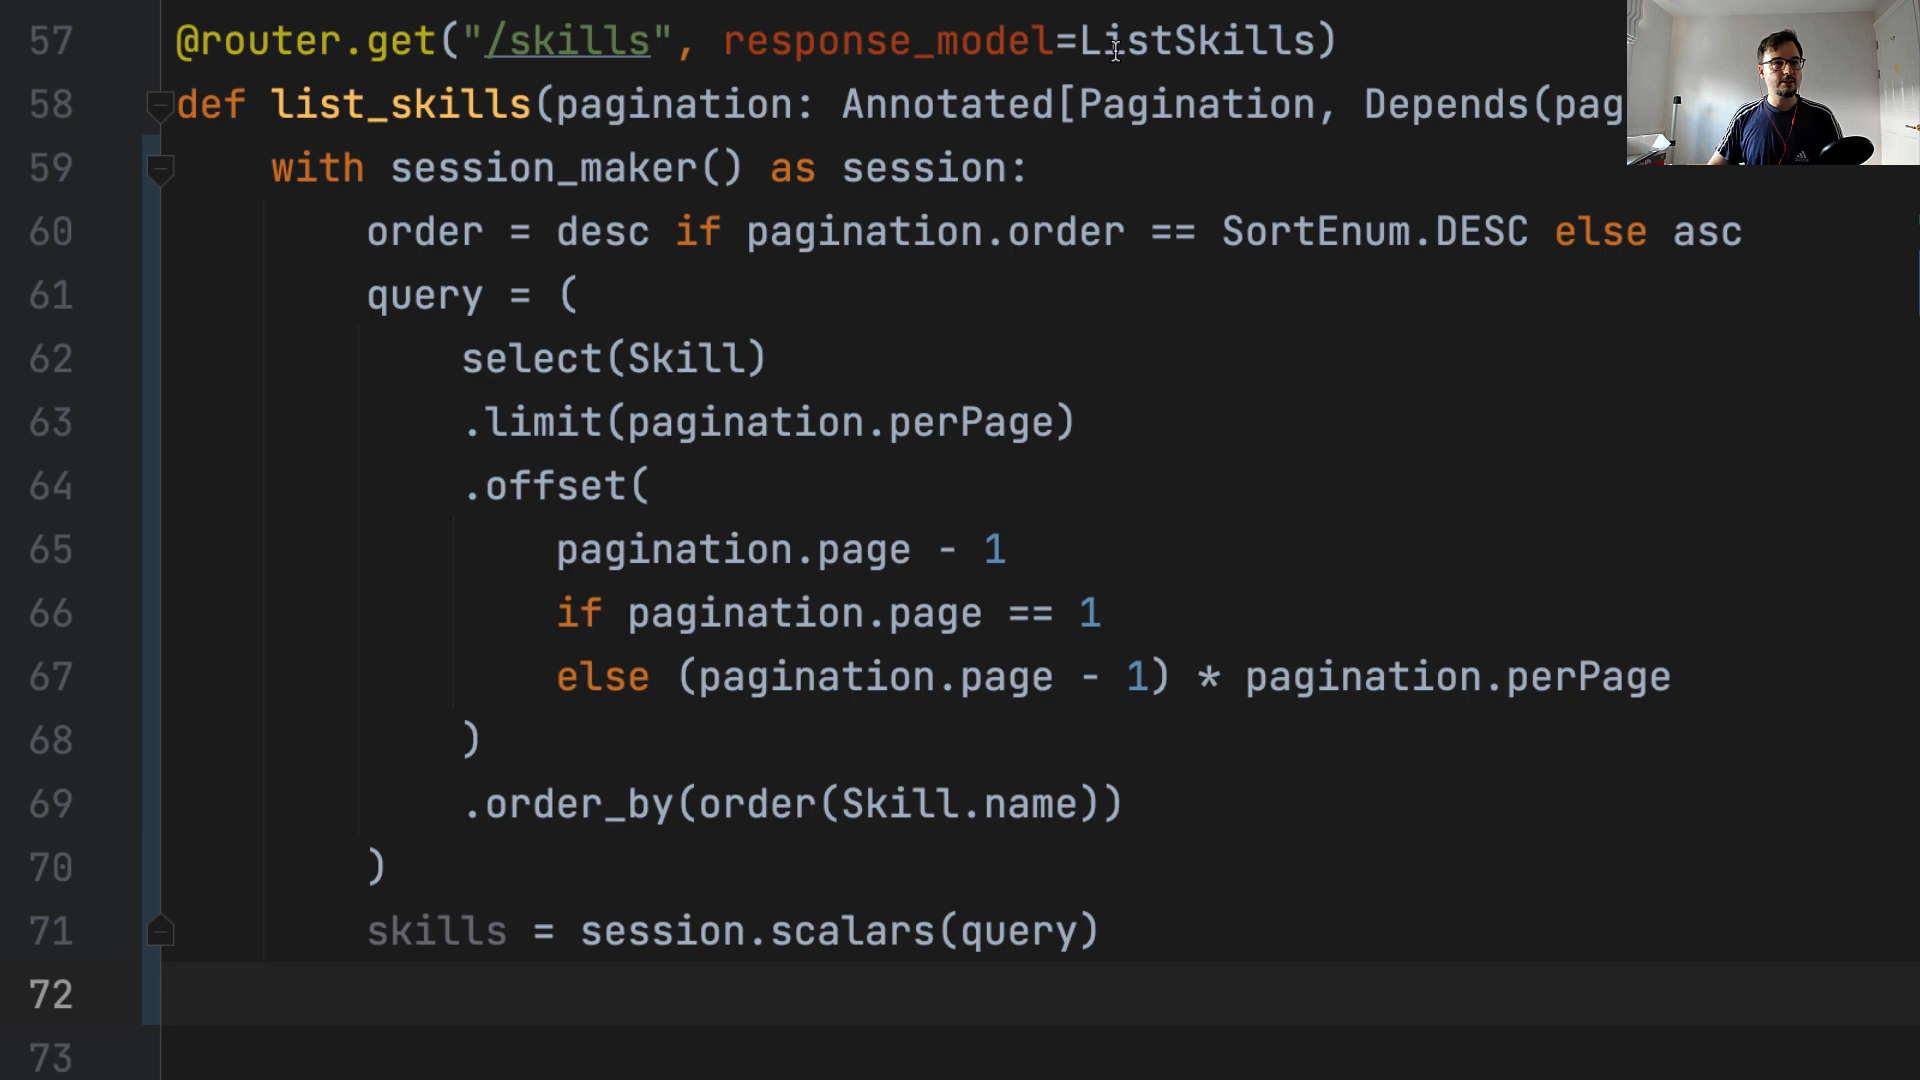 57 @router.get("/skills", response_model=ListSkills)
58 def list_skills(pagination: Annotated[Pagination, Depends(pag
59 with session_maker() as session:
60 order = desc if pagination.order == SortEnum.DESC else asc
61 query = (
62 select(Skill)
63 .limit(pagination.perPage)
64 .offset(
65 pagination.page - 1
66 if pagination.page == 1
67 else (pagination.page - 1) * pagination.perPage
68 )
69 .order_by(order(Skill.name))
70 )
71 skills = session.scalars(query)
72
73